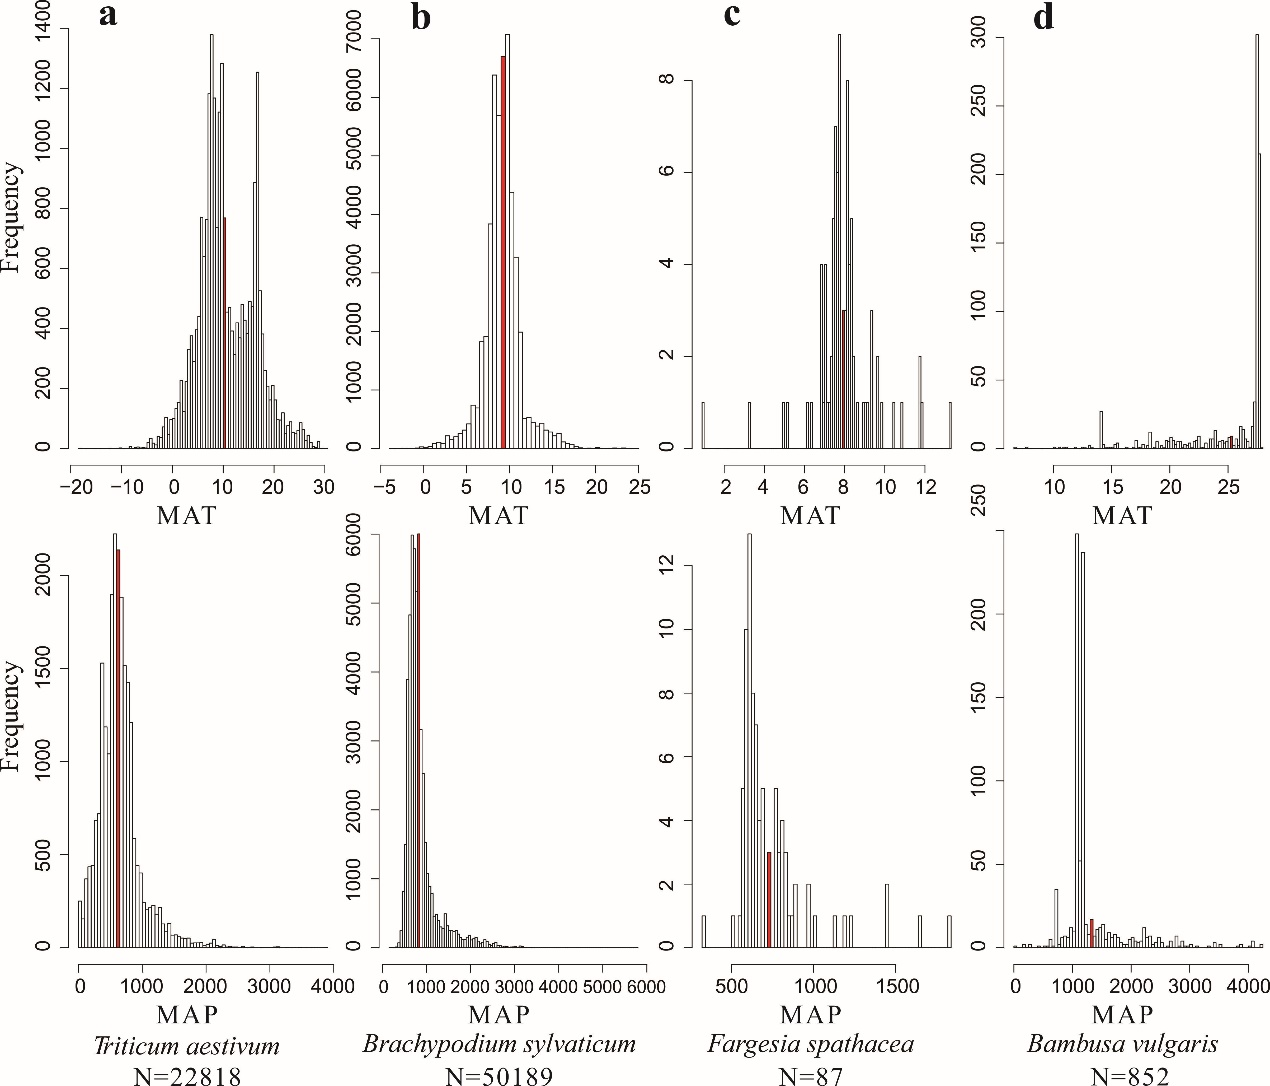 a b c d
Frequency
0 200 400 600 800 1000 1200 1400
−20 −10 0 10 20 30
MAT
0 1000 2000 3000 4000 5000 6000 7000
−5 0 5 10 15 20 25
MAT
0 2 4 6 8
2 4 6 8 10 12
MAT
0 50 100 150 200 250 300
10 15 20 25
MAT
Frequency
0 500 1000 1500 2000
0 1000 2000 3000 4000
MAP
0 1000 2000 3000 4000 5000 6000
0 1000 2000 3000 4000 5000 6000
MAP
0 2 4 6 8 10 12
500 1000 1500
MAP
0 50 100 150 200 250
0 1000 2000 3000 4000
MAP
Triticum aestivum Brachypodium sylvaticum Fargesia spathacea Bambusa vulgaris
N=22818 N=50189 N=87 N=852